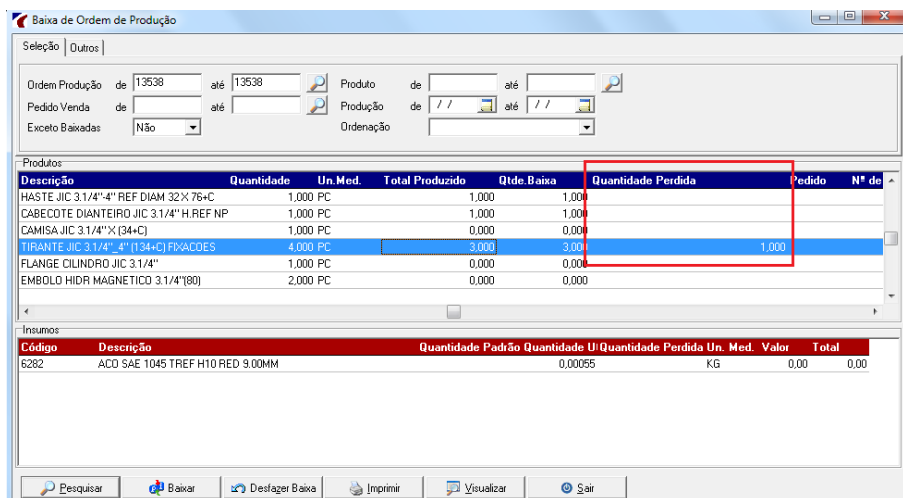 Baixa de Ordem de Produção
Seleção Outros
Ordem Produção de 13538 até 13538 Produto de até
Pedido Venda de até Produção de / / até / /
Exceto Baixadas Não Ordenação
Produtos
Descrição Quantidade Un.Med. Total Produzido Qtde.Baixa Quantidade Perdida Pedido Nº de
HASTE JIC 3.1/4"-4" REF DIAM 32 X 76+C 1,000 PC 1,000 1,000
CABECOTE DIANTEIRO JIC 3.1/4" H.REF NP 1,000 PC 1,000 1,000
CAMISA JIC 3.1/4" X (34+C) 1,000 PC 0,000 0,000
TIRANTE JIC 3.1/4"_4" (134+C) FIXACOES 4,000 PC 3,000 3,000 1,000
FLANGE CILINDRO JIC 3.1/4" 1,000 PC 0,000 0,000
EMBOLO HIDR MAGNETICO 3.1/4"(80) 2,000 PC 0,000 0,000
Insumos
Código Descrição Quantidade Padrão Quantidade U Quantidade Perdida Un. Med. Valor Total
6282 ACO SAE 1045 TREF H10 RED 9.00MM 0,00055 KG 0,00 0,00
Pesquisar Baixar Desfazer Baixa Imprimir Visualizar Sair